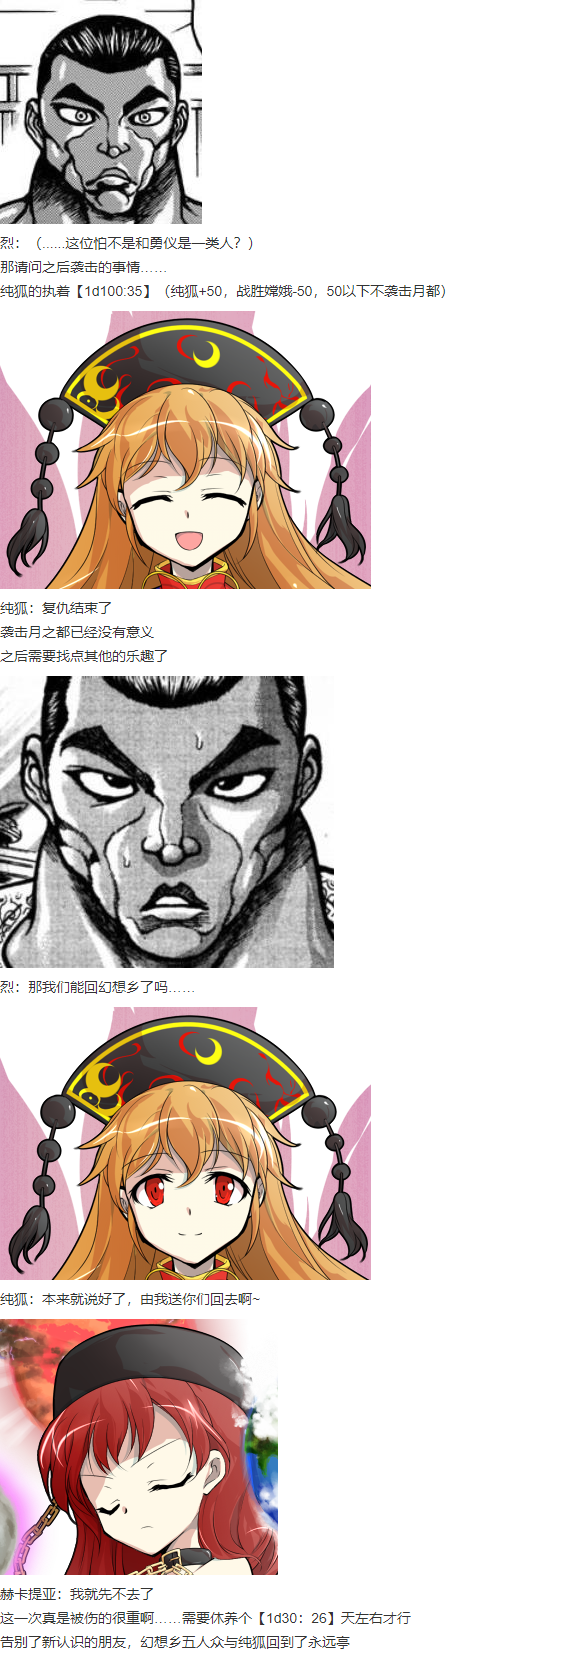 烈：（......这位怕不是和勇仪是一类人？）
那请问之后袭击的事情……
纯狐的执着【1d100:35】（纯狐+50，战胜嫦娥-50，50以下不袭击月都）
纯狐：复仇结束了
袭击月之都已经没有意义
之后需要找点其他的乐趣了
烈：那我们能回幻想乡了吗……
纯狐：本来就说好了，由我送你们回去啊~
赫卡提亚：我就先不去了
这一次真是被伤的很重啊……需要休养个【1d30：26】天左右才行
告别了新认识的朋友，幻想乡五人众与纯狐回到了永远亭